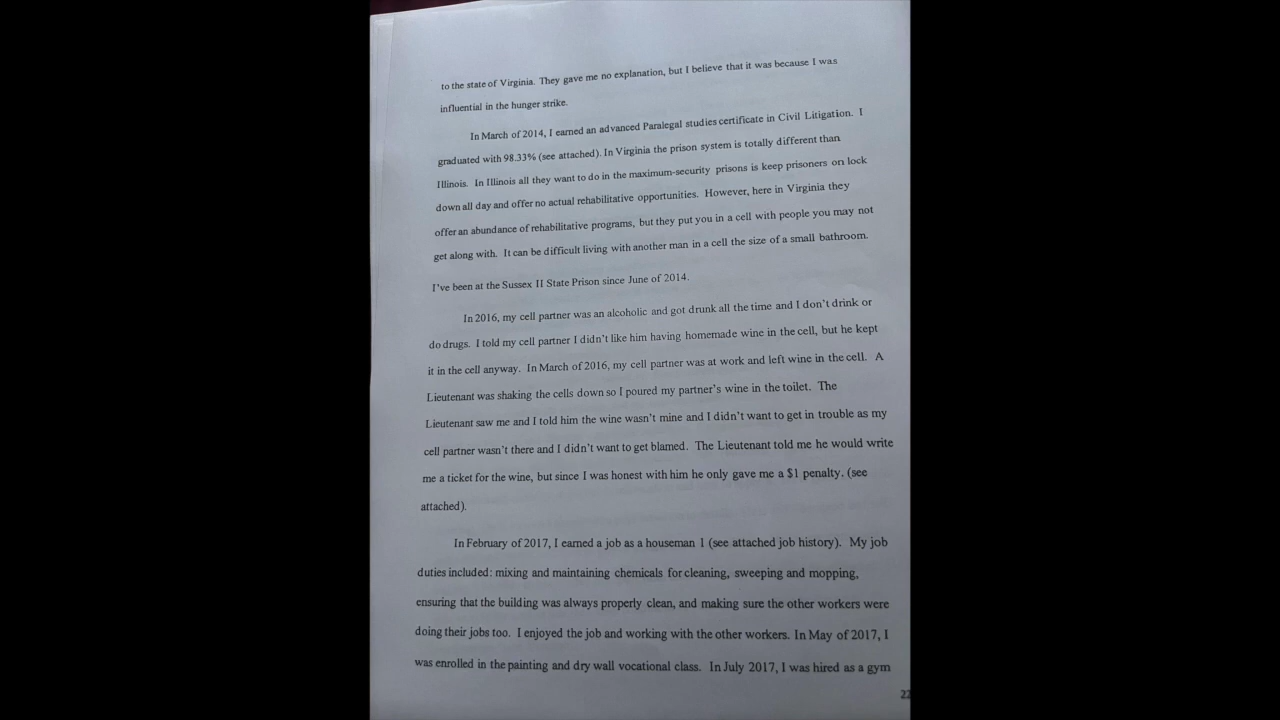 to the state of Virginia. They gave me no explanation, but I believe that it was because I was
influential in the hunger strike.
In March of 2014, I earned an advanced Paralegal studies certificate in Civil Litigation. I
graduated with 98.33% (see attached). In Virginia the prison system is totally different than
Illinois. In Illinois all they want to do in the maximum-security prisons is keep prisoners on lock
down all day and offer no actual rehabilitative opportunities. However, here in Virginia they
offer an abundance of rehabilitative programs, but they put you in a cell with people you may not
get along with. It can be difficult living with another man in a cell the size of a small bathroom.
I've been at the Sussex II State Prison since June of 2014.
In 2016, my cell partner was an alcoholic and got drunk all the time and I don't drink or
do drugs. I told my cell partner I didn't like him having homemade wine in the cell, but he kept
it in the cell anyway. In March of 2016, my cell partner was at work and left wine in the cell. A
Lieutenant was shaking the cells down so I poured my partner's wine in the toilet. The
Lieutenant saw me and I told him the wine wasn't mine and I didn't want to get in trouble as my
cell partner wasn't there and I didn't want to get blamed. The Lieutenant told me he would write
me a ticket for the wine, but since I was honest with him he only gave me a $1 penalty. (see
attached).
In February of 2017, I earned a job as a houseman 1 (see attached job history). My job
duties included: mixing and maintaining chemicals for cleaning, sweeping and mopping,
ensuring that the building was always properly clean, and making sure the other workers were
doing their jobs too. I enjoyed the job and working with the other workers. In May of 2017, I
was enrolled in the painting and dry wall vocational class. In July 2017, I was hired as a gym
22